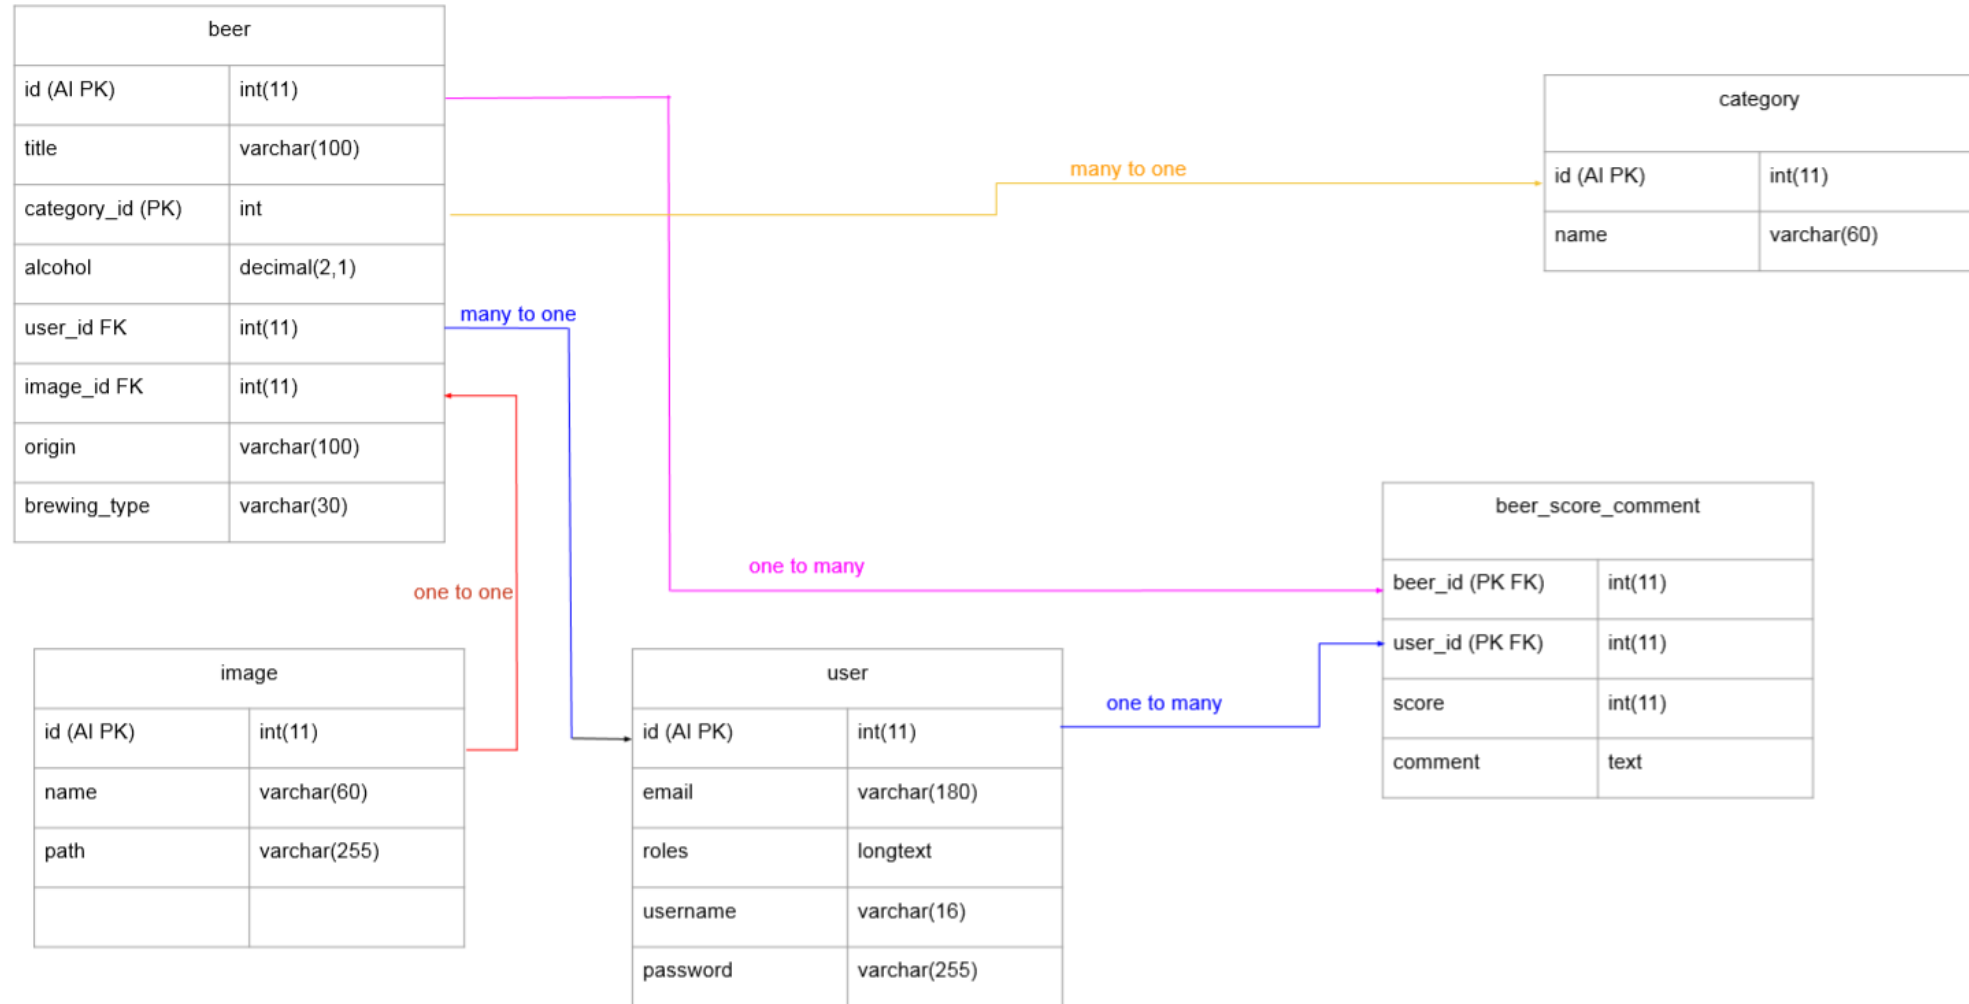 beer
id (AI PK) int(11)
title varchar(100)
category_id (PK) int
alcohol decimal(2,1)
user_id FK int(11)
image_id FK int(11)
origin varchar(100)
brewing_type varchar(30)
many to one
category
id (AI PK) int(11)
name varchar(60)
many to one
one to one
one to many
beer_score_comment
beer_id (PK FK) int(11)
user_id (PK FK) int(11)
score int(11)
comment text
image
id (AI PK) int(11)
name varchar(60)
path varchar(255)
user
id (AI PK) int(11)
email varchar(180)
roles longtext
username varchar(16)
password varchar(255)
one to many